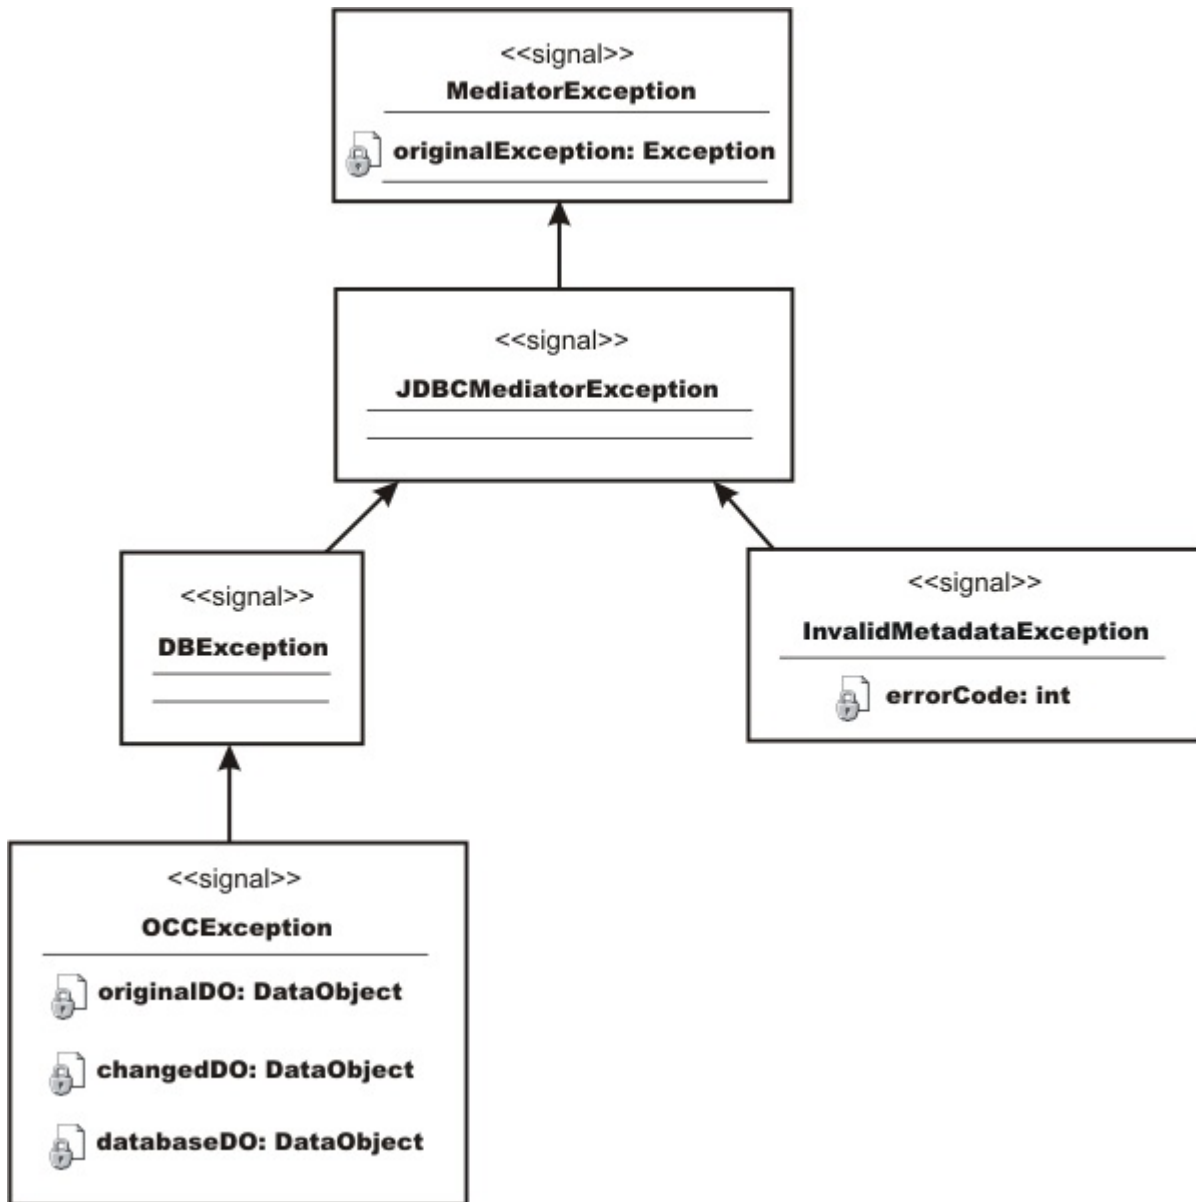 <<signal>>
MediatorException
originalException: Exception
<<signal>>
JDBCMediatorException
<<signal>>
DBException
<<signal>>
InvalidMetadataException
errorCode: int
<<signal>>
OCCException
originalDO: DataObject
changedDO: DataObject
databaseDO: DataObject